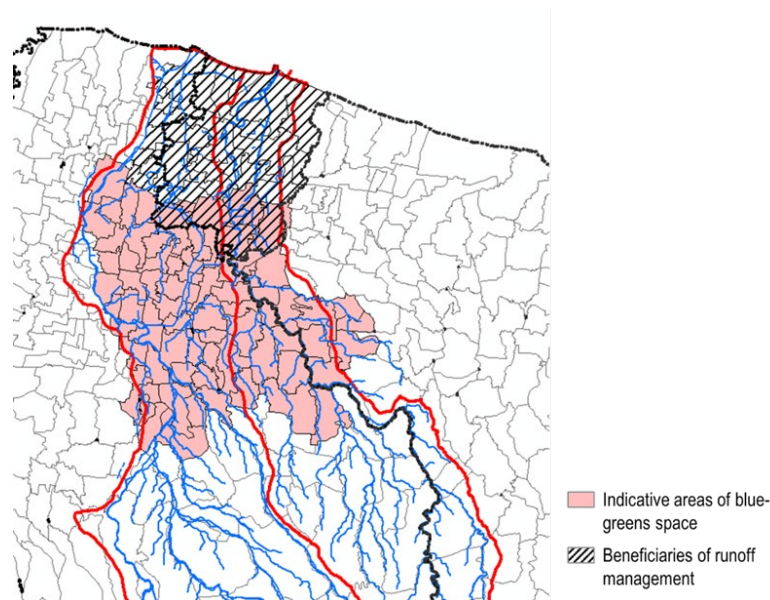 Indicative areas of blue-
greens space
Beneficiaries of runoff
management